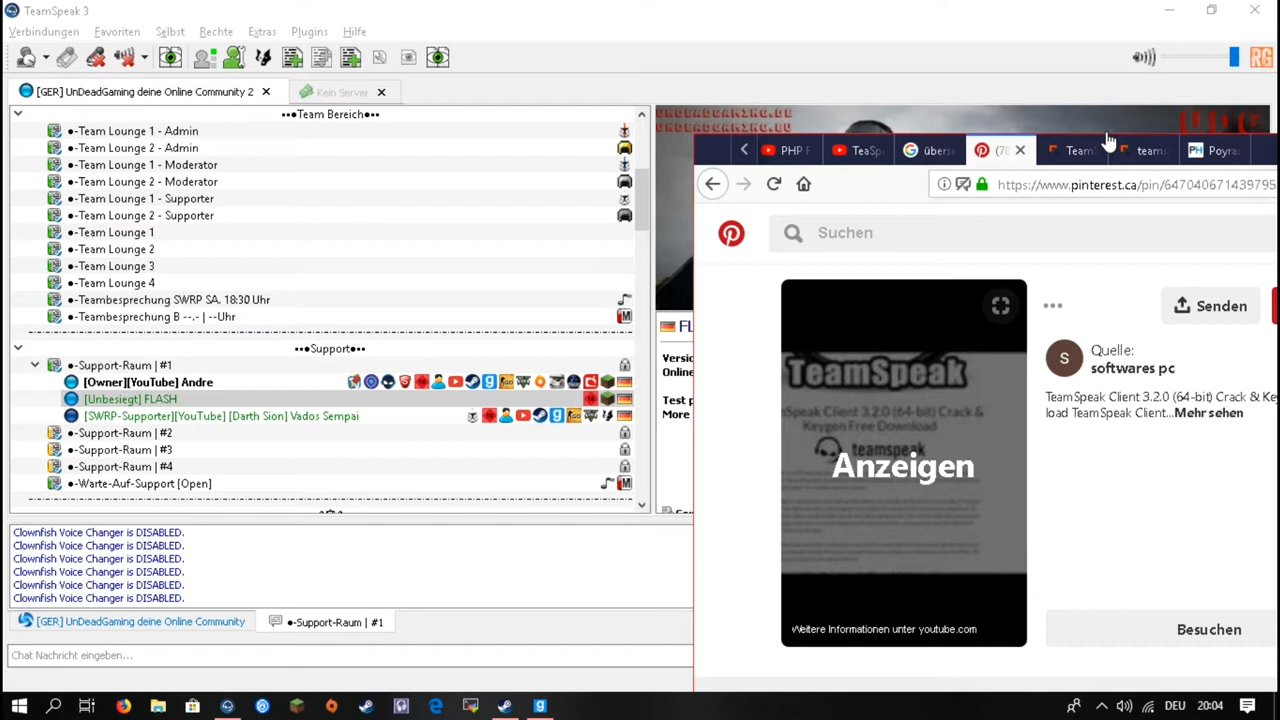 TeamSpeak 3
Verbindungen Favoriten Selbst Rechte Extras Plugins Hilfe
[GER] UnDeadGaming deine Online Community 2
Kein Server
••●Team Bereich●••
●-Team Lounge 1 - Admin
●-Team Lounge 2 - Admin
●-Team Lounge 1 - Moderator
●-Team Lounge 2 - Moderator
●-Team Lounge 1 - Supporter
●-Team Lounge 2 - Supporter
●-Team Lounge 1
●-Team Lounge 2
●-Team Lounge 3
●-Team Lounge 4
●-Teambesprechung SWRP SA. 18:30 Uhr
●-Teambesprechung B --.- | --Uhr
••●Support●••
●-Support-Raum | #1
[Owner][YouTube] Andre
[Unbesiegt] FLASH
[SWRP-Supporter][YouTube] [Darth Sion] Vados Sempai
●-Support-Raum | #2
●-Support-Raum | #3
●-Support-Raum | #4
●-Warte-Auf-Support [Open]
Clownfish Voice Changer is DISABLED.
Clownfish Voice Changer is DISABLED.
Clownfish Voice Changer is DISABLED.
Clownfish Voice Changer is DISABLED.
Clownfish Voice Changer is DISABLED.
Clownfish Voice Changer is DISABLED.
[GER] UnDeadGaming deine Online Community
●-Support-Raum | #1
Chat Nachricht eingeben...
UNDEADGAMING.DE
UNDEADGAMING.EU
FL
Versio
Online
Test p
More
PHP F
TeaSp
überse
(78
Team
teams
Poyraz
https://www.pinterest.ca/pin/647040671439795
Suchen
TeamSpeak
mSpeak Client 3.2.0 (64-bit) Crack &
Keygen Free Download
teamspeak
Anzeigen
Weitere Informationen unter youtube.com
Senden
S
Quelle:
softwares pc
TeamSpeak Client 3.2.0 (64-bit) Crack & Ke
load TeamSpeak Client...Mehr sehen
Besuchen
DEU 20:04